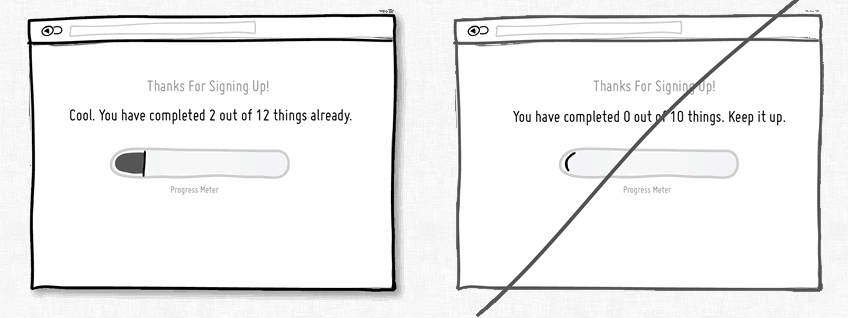 Thanks For Signing Up!
Cool. You have completed 2 out of 12 things already.
Progress Meter
Thanks For Signing Up!
You have completed 0 out of 10 things. Keep it up.
Progress Meter